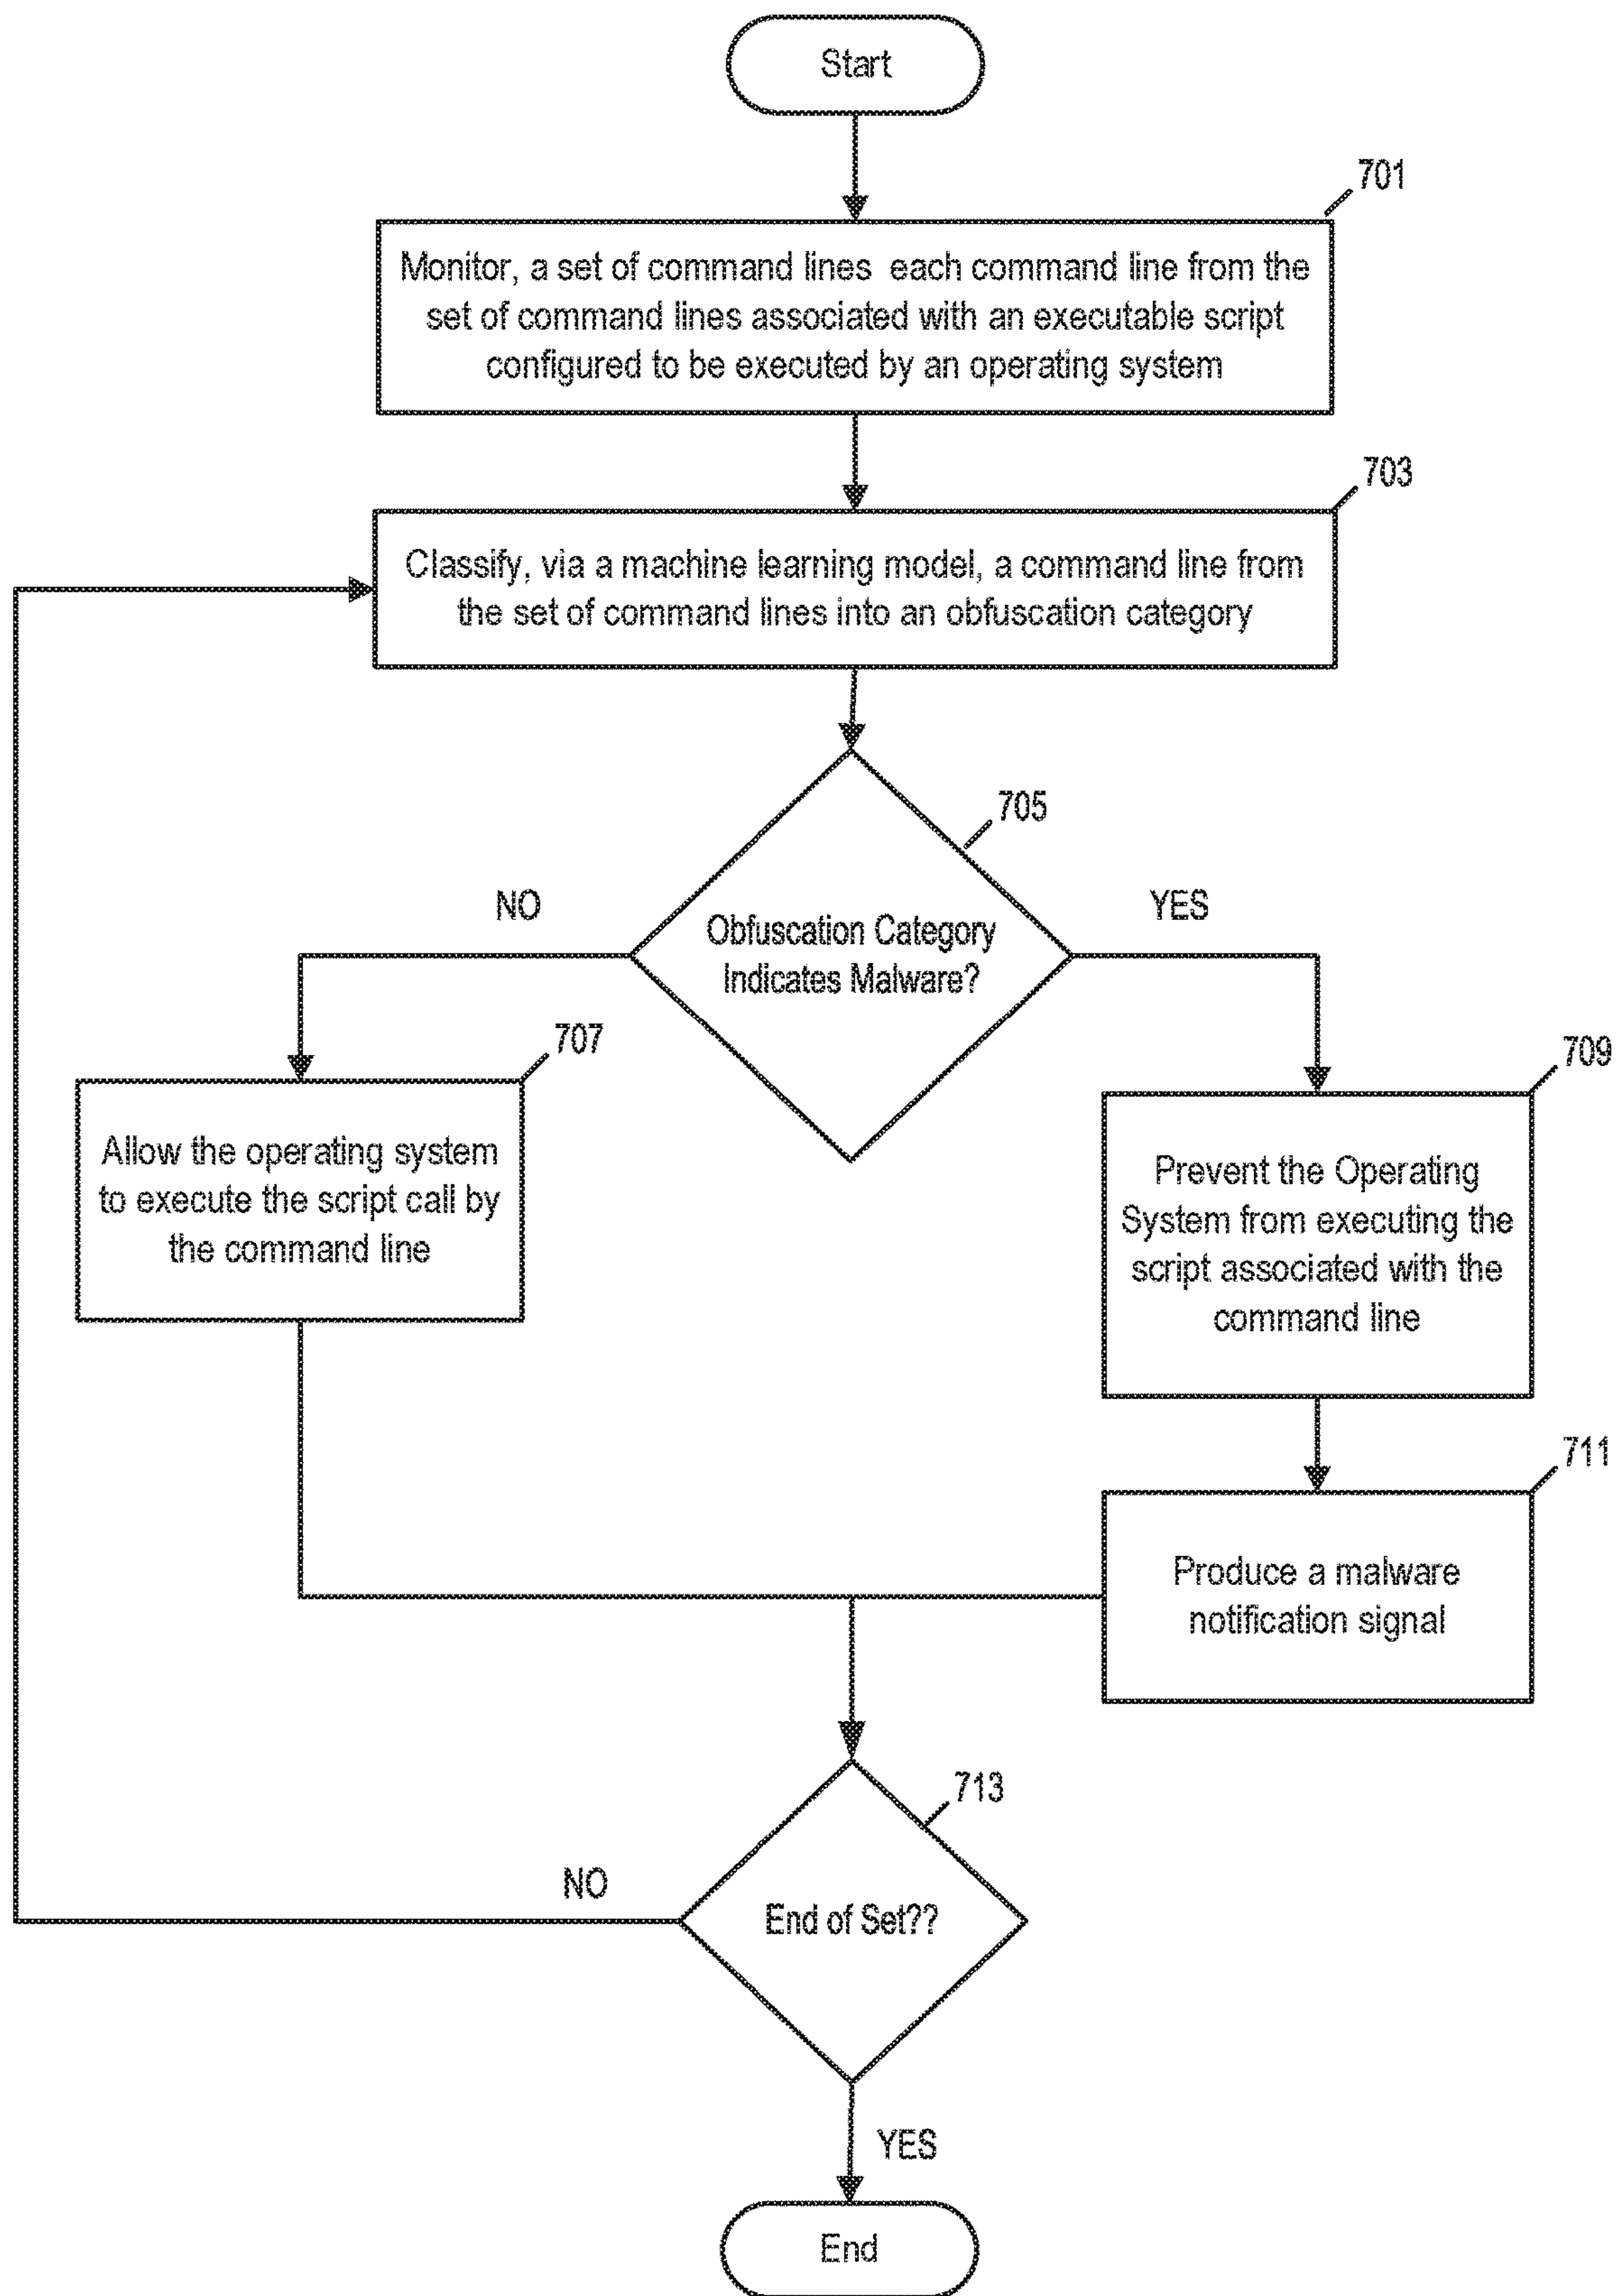 Start
701
Monitor, a set of command lines each command line from the
set of command lines associated with an executable script
configured to be executed by an operating system
703
Classify, via a machine learning model, a command line from
the set of command lines into an obfuscation category
705
NO
YES
Obfuscation Category
Indicates Malware?
707
709
Allow the operating system
to execute the script call by
the command line
Prevent the Operating
System from executing the
script associated with the
command line
711
Produce a malware
notification signal
713
NO
End of Set??
YES
End